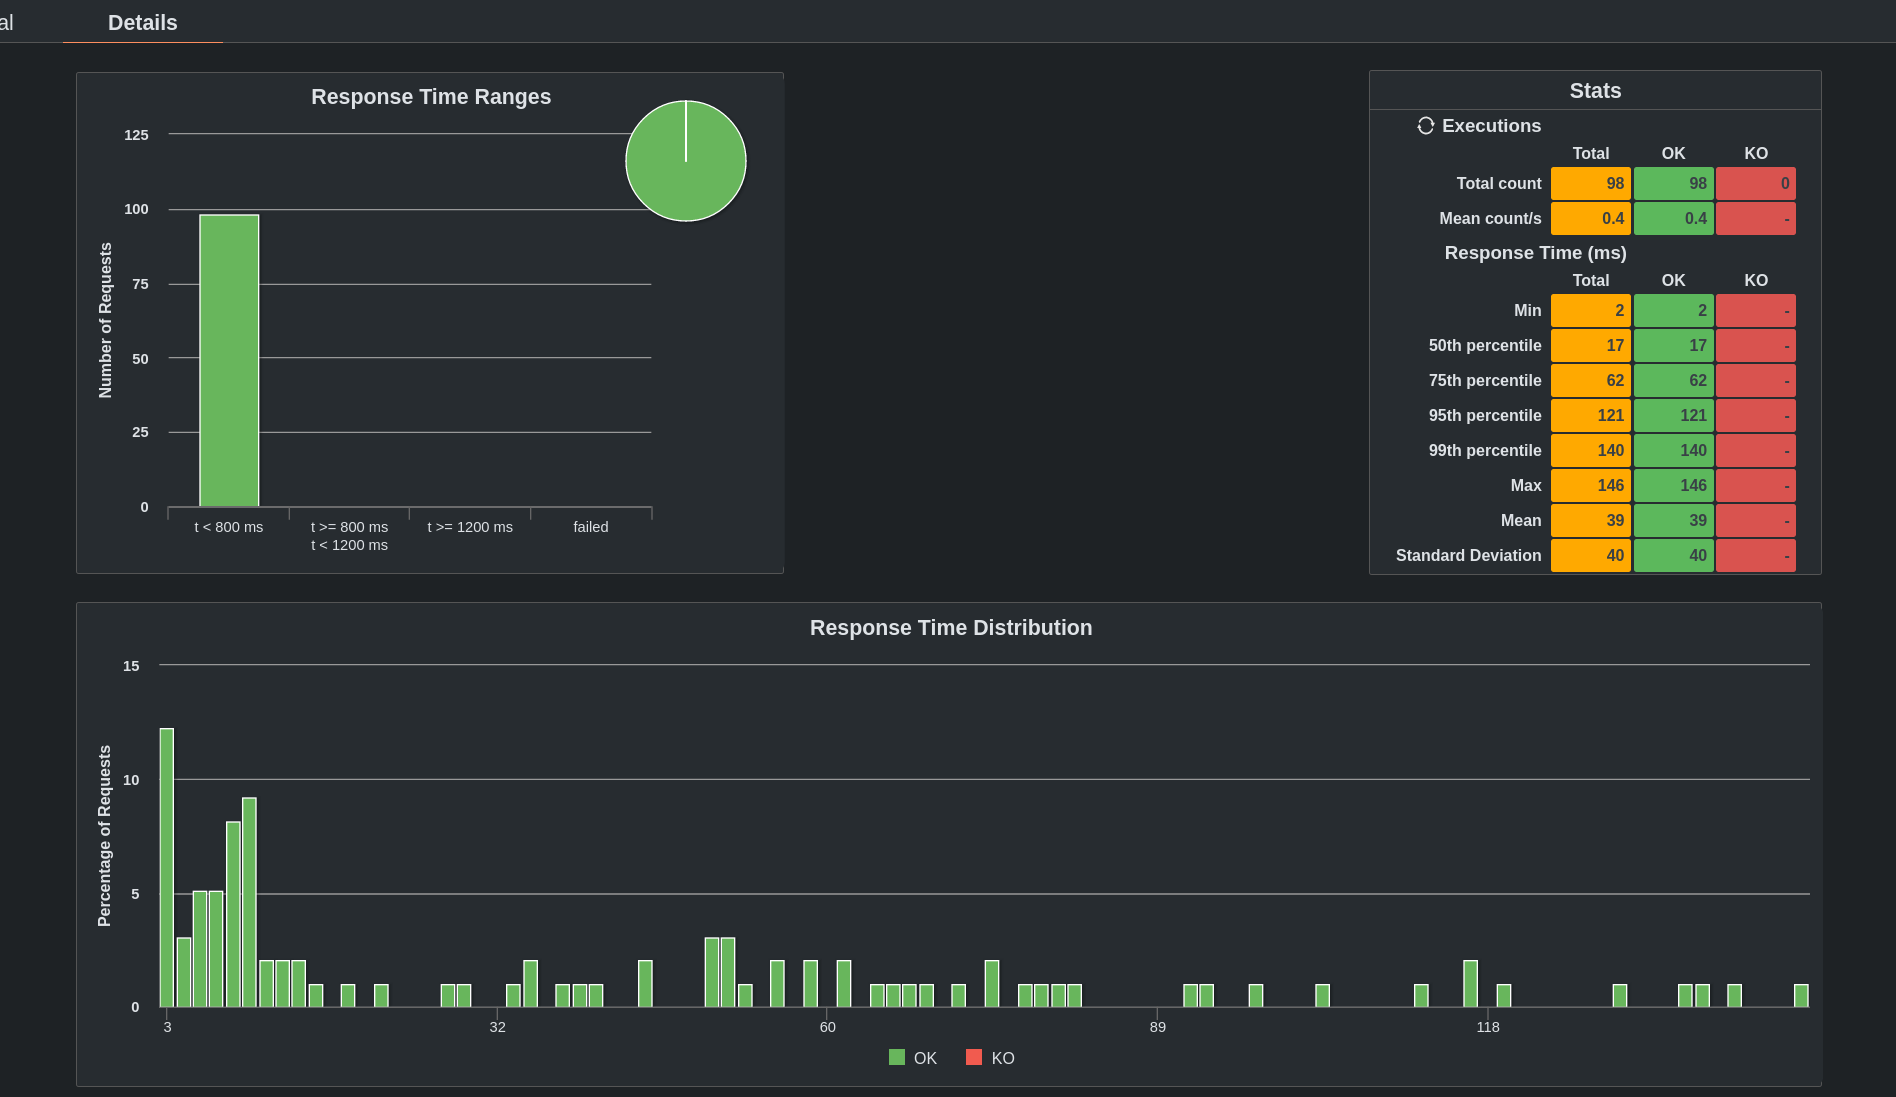 al Details
Response Time Ranges
125
100
75
50
25
0
Number of Requests
t < 800 ms
t >= 800 ms
t < 1200 ms
t >= 1200 ms
failed
Stats
Executions
Total OK KO
Total count 98 98 0
Mean count/s 0.4 0.4 -
Response Time (ms)
Total OK KO
Min 2 2 -
50th percentile 17 17 -
75th percentile 62 62 -
95th percentile 121 121 -
99th percentile 140 140 -
Max 146 146 -
Mean 39 39 -
Standard Deviation 40 40 -
Response Time Distribution
15
10
5
0
Percentage of Requests
3 32 60 89 118
OK KO